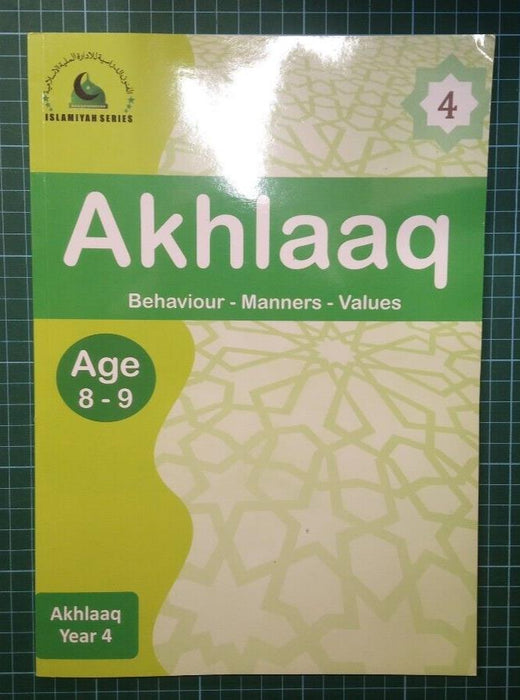 ISLAMIYAH SERIES
4
Akhlaaq
Behaviour - Manners - Values
Age
8 - 9
Akhlaaq
Year 4